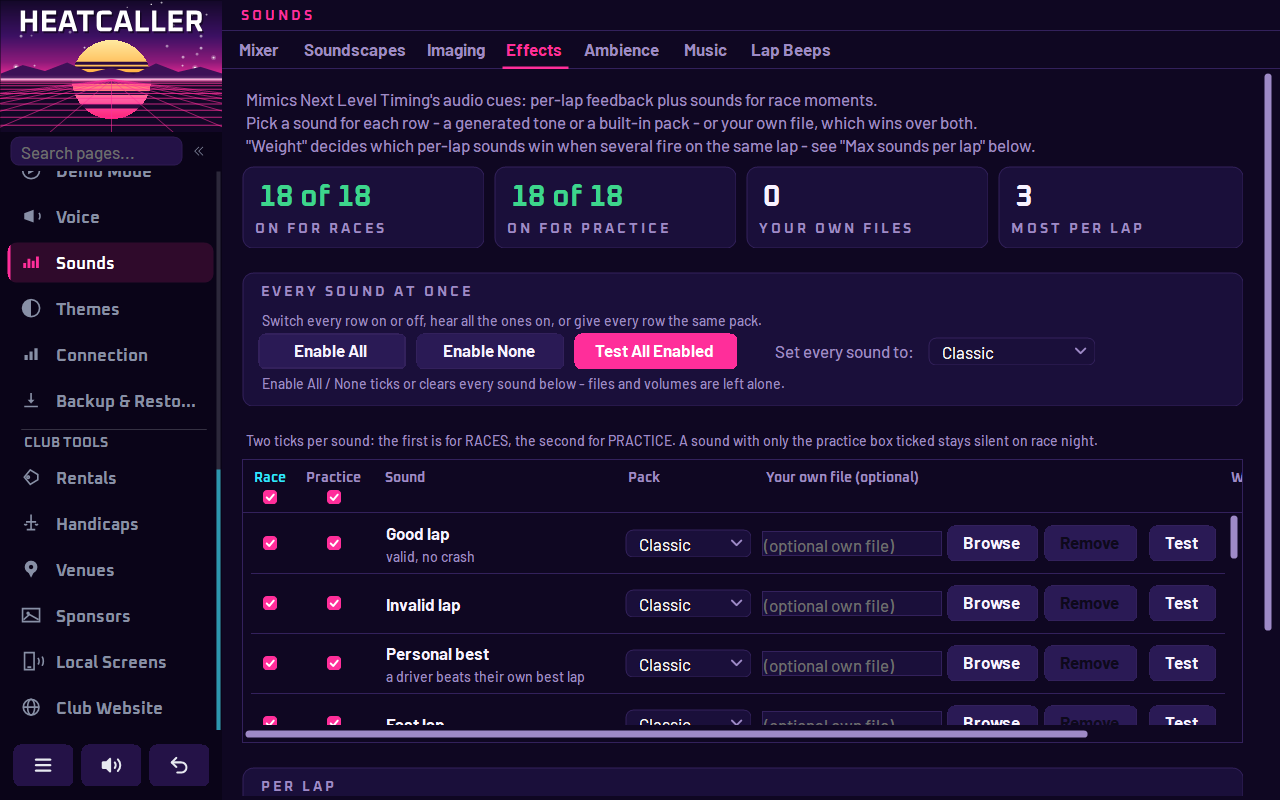 HEATCALLER
Search pages...
«
Demo Mode
Voice
Sounds
Themes
Connection
Backup & Resto...
CLUB TOOLS
Rentals
Handicaps
Venues
Sponsors
Local Screens
Club Website
SOUNDS
Mixer Soundscapes Imaging Effects Ambience Music Lap Beeps
Mimics Next Level Timing's audio cues: per-lap feedback plus sounds for race moments.
Pick a sound for each row - a generated tone or a built-in pack - or your own file, which wins over both.
"Weight" decides which per-lap sounds win when several fire on the same lap - see "Max sounds per lap" below.
18 of 18
ON FOR RACES
18 of 18
ON FOR PRACTICE
0
YOUR OWN FILES
3
MOST PER LAP
EVERY SOUND AT ONCE
Switch every row on or off, hear all the ones on, or give every row the same pack.
Enable All Enable None Test All Enabled Set every sound to: Classic
Enable All / None ticks or clears every sound below - files and volumes are left alone.
Two ticks per sound: the first is for RACES, the second for PRACTICE. A sound with only the practice box ticked stays silent on race night.
Race Practice Sound Pack Your own file (optional) W
Good lap
valid, no crash
Classic (optional own file) Browse Remove Test
Invalid lap Classic (optional own file) Browse Remove Test
Personal best
a driver beats their own best lap
Classic (optional own file) Browse Remove Test
Fast lap Classic (optional own file) Browse Remove Test
PER LAP